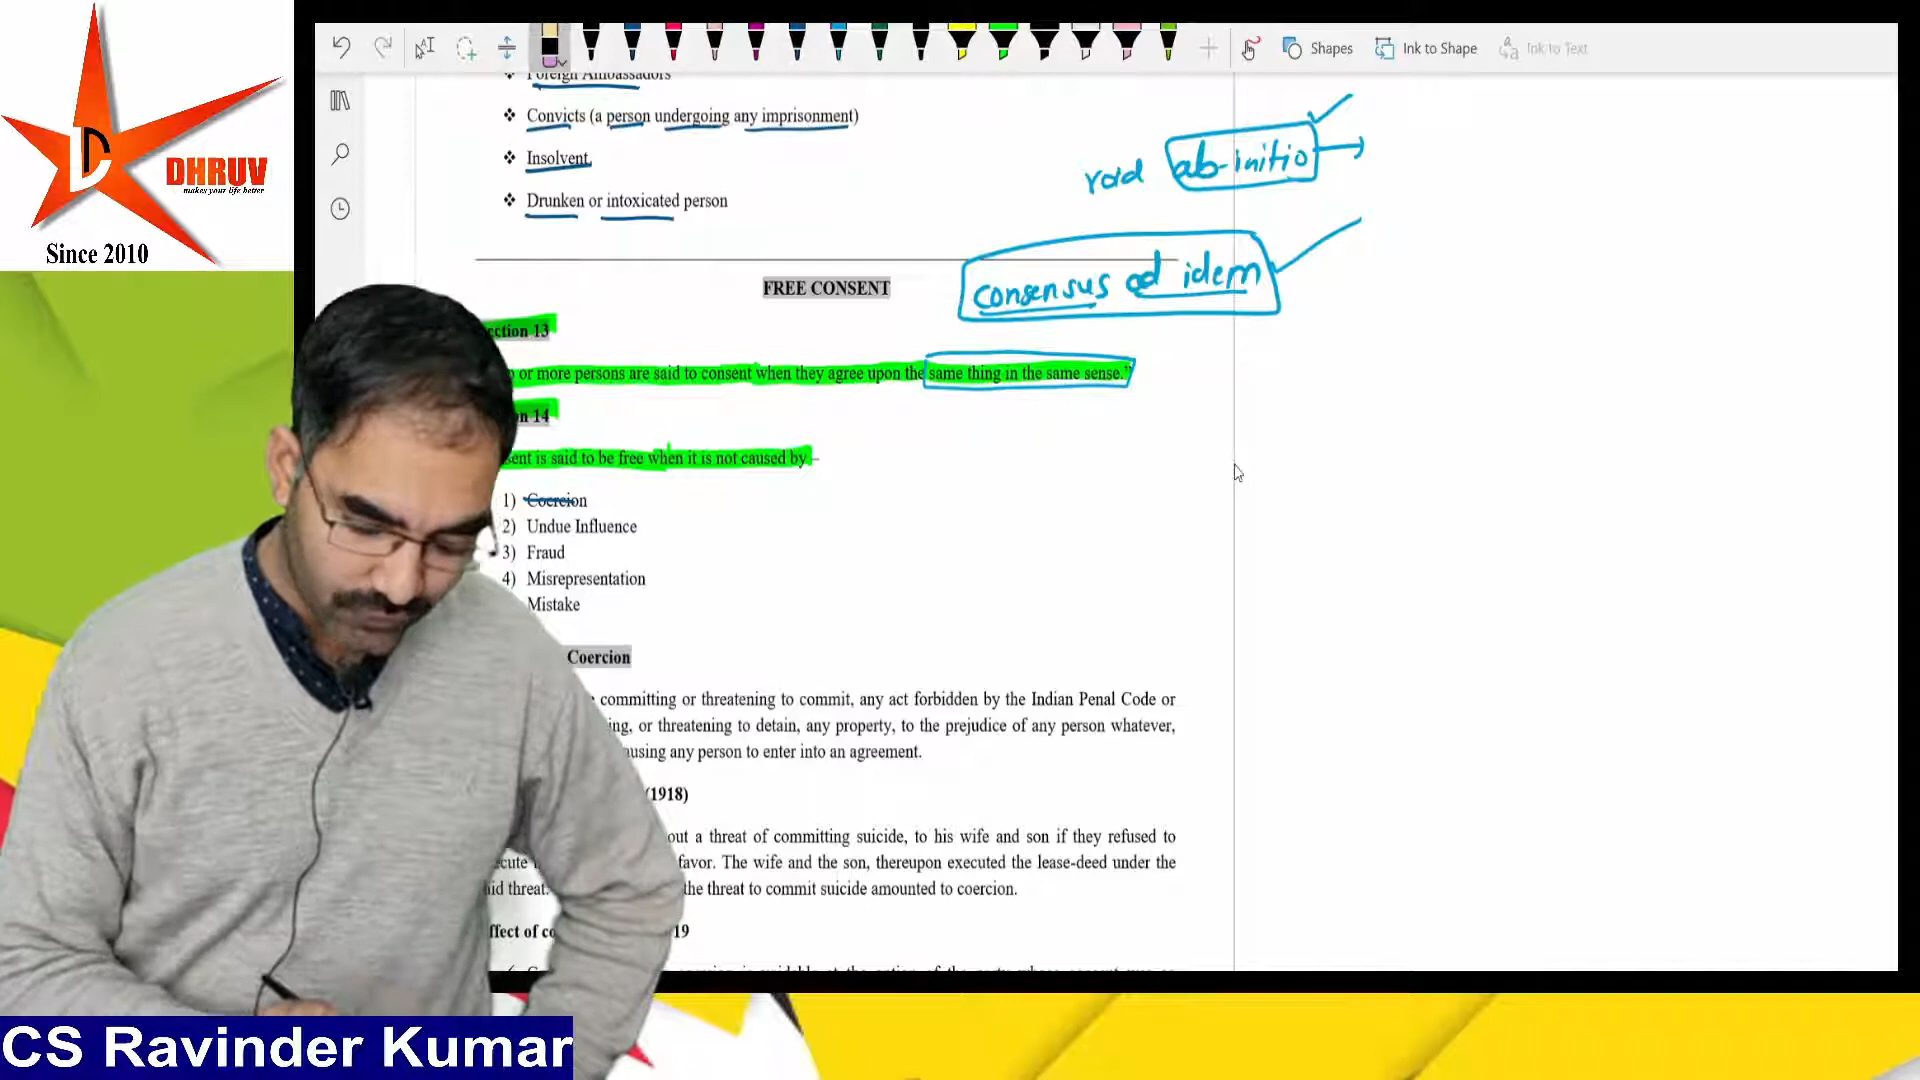 DHRUV
makes your life better
Since 2010
Shapes
Ink to Shape
Ink to Text
Foreign Ambassadors
❖ Convicts (a person undergoing any imprisonment)
❖ Insolvent
❖ Drunken or intoxicated person
void ab-initio
consensus ad idem
FREE CONSENT
ction 13
or more persons are said to consent when they agree upon the same thing in the same sense.”
n 14
sent is said to be free when it is not caused by –
1) Coercion
2) Undue Influence
3) Fraud
4) Misrepresentation
Mistake
Coercion
committing or threatening to commit, any act forbidden by the Indian Penal Code or
ing, or threatening to detain, any property, to the prejudice of any person whatever,
ausing any person to enter into an agreement.
(1918)
out a threat of committing suicide, to his wife and son if they refused to
cute favor. The wife and the son, thereupon executed the lease-deed under the
aid threat. the threat to commit suicide amounted to coercion.
ffect of co 19
CS Ravinder Kumar